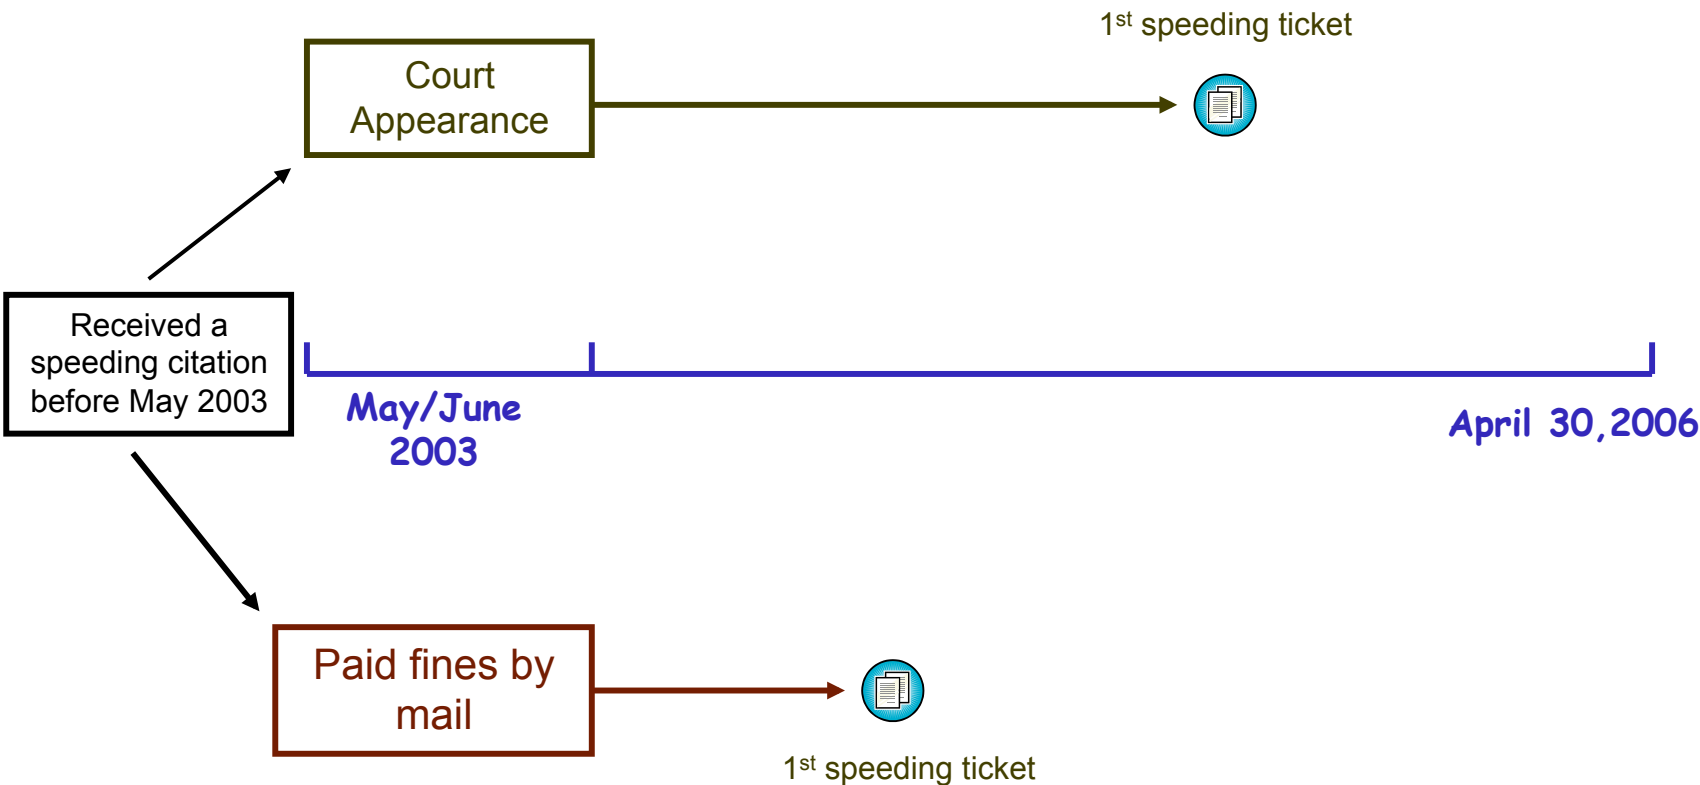 1st speeding ticket
Court
Appearance
Received a
speeding citation
before May 2003
May/June
2003
April 30,2006
Paid fines by
mail
1st speeding ticket